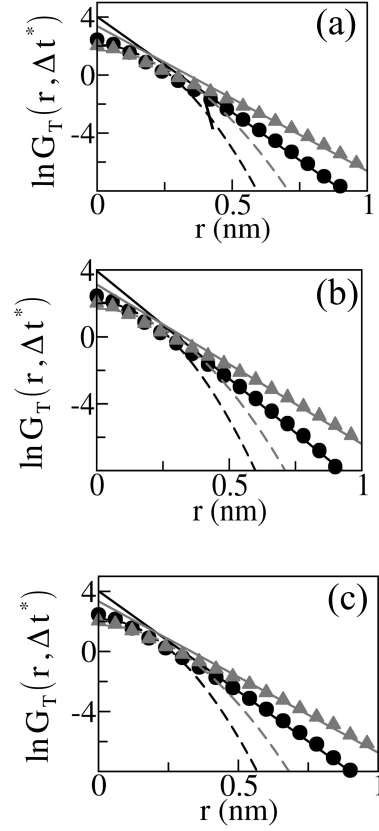 (a)
4
0
-4
ln G_T (r, Δt*)
0
0.5
1
r (nm)
(b)
4
0
-4
ln G_T (r, Δt*)
0
0.5
1
r (nm)
(c)
4
0
-4
ln G_T (r, Δt*)
0
0.5
1
r (nm)